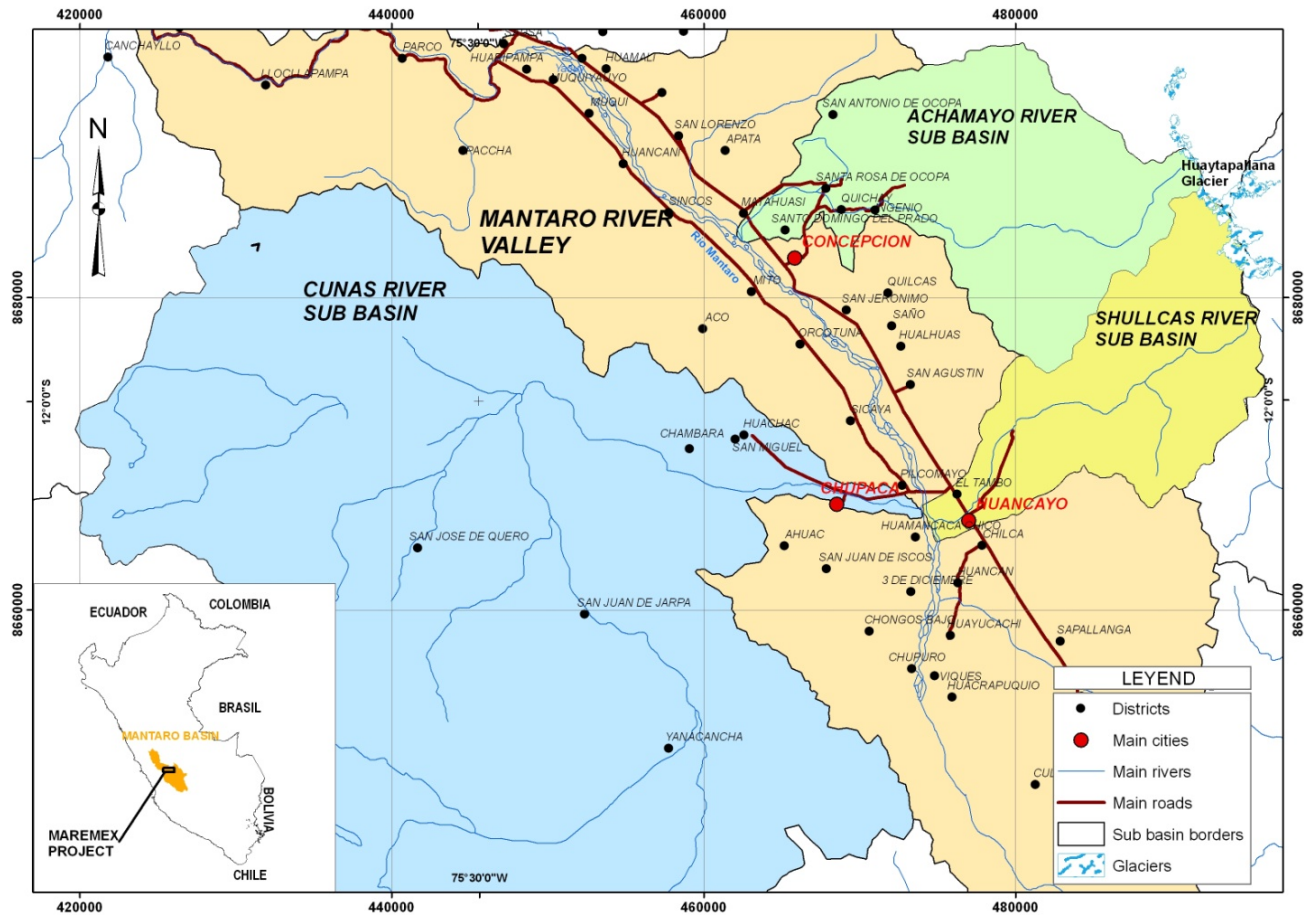 420000
440000
460000
480000
CANCHAYLLO
LLOCLLAPAMPA
PARCO
75°30'0"W
HUARIPAMPA
Yauyo
HUAMALI
MUQUIYAUYO
MUQUI
PACCHA
HUANCANI
SAN LORENZO
APATA
SAN ANTONIO DE OCOPA
ACHAMAYO RIVER
SUB BASIN
Huaytapallana
Glacier
N
SINCOS
MATAHUASI
SANTA ROSA DE OCOPA
QUICHAY
INGENIO
SANTO DOMINGO DEL PRADO
CONCEPCION
MANTARO RIVER
VALLEY
Rio Mantaro
CUNAS RIVER
SUB BASIN
MITO
QUILCAS
SAN JERONIMO
SAÑO
HUALHUAS
SHULLCAS RIVER
SUB BASIN
8680000
8680000
ACO
ORCOTUNA
SAN AGUSTIN
12°0'0"S
12°0'0"S
SICAYA
CHAMBARA
HUACHAC
SAN MIGUEL
PILCOMAYO
EL TAMBO
CHUPACA
HUANCAYO
HUAMANCACA CHICO
AHUAC
CHILCA
SAN JOSE DE QUERO
SAN JUAN DE ISCOS
3 DE DICIEMBRE
HUANCAN
8660000
8660000
SAN JUAN DE JARPA
CHONGOS BAJO
HUAYUCACHI
SAPALLANGA
CHUPURO
VIQUES
HUACRAPUQUIO
YANACANCHA
CUL
ECUADOR
COLOMBIA
BRASIL
MANTARO BASIN
BOLIVIA
MAREMEX
PROJECT
CHILE
LEYEND
Districts
Main cities
Main rivers
Main roads
Sub basin borders
Glaciers
75°30'0"W
420000
440000
460000
480000